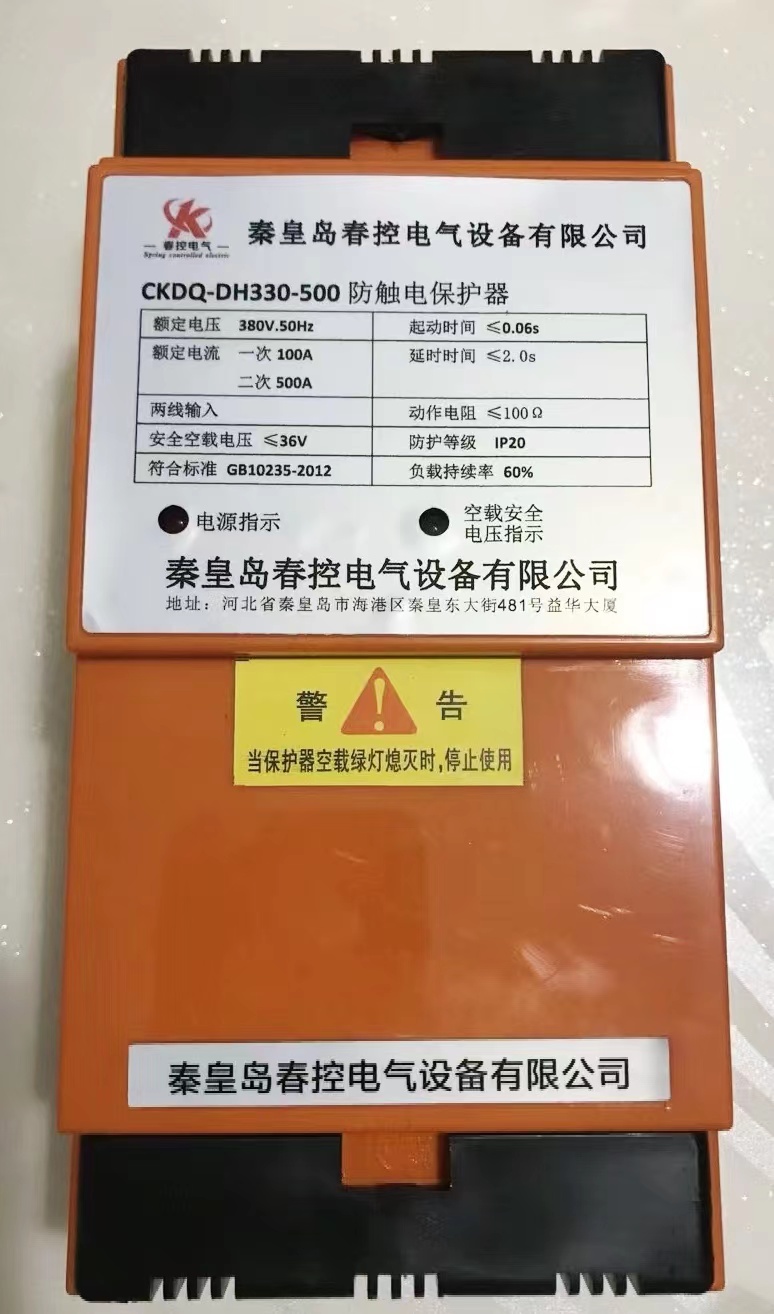 春控电气
Spring controlled electric
秦皇岛春控电气设备有限公司
CKDQ-DH330-500 防触电保护器
额定电压 380V.50Hz 起动时间 ≤0.06s
额定电流 一次 100A 延时时间 ≤2.0s
二次 500A
两线输入 动作电阻 ≤100Ω
安全空载电压 ≤36V 防护等级 IP20
符合标准 GB10235-2012 负载持续率 60%
电源指示
空载安全
电压指示
秦皇岛春控电气设备有限公司
地址：河北省秦皇岛市海港区秦皇东大街481号益华大厦
警 告
当保护器空载绿灯熄灭时,停止使用
秦皇岛春控电气设备有限公司